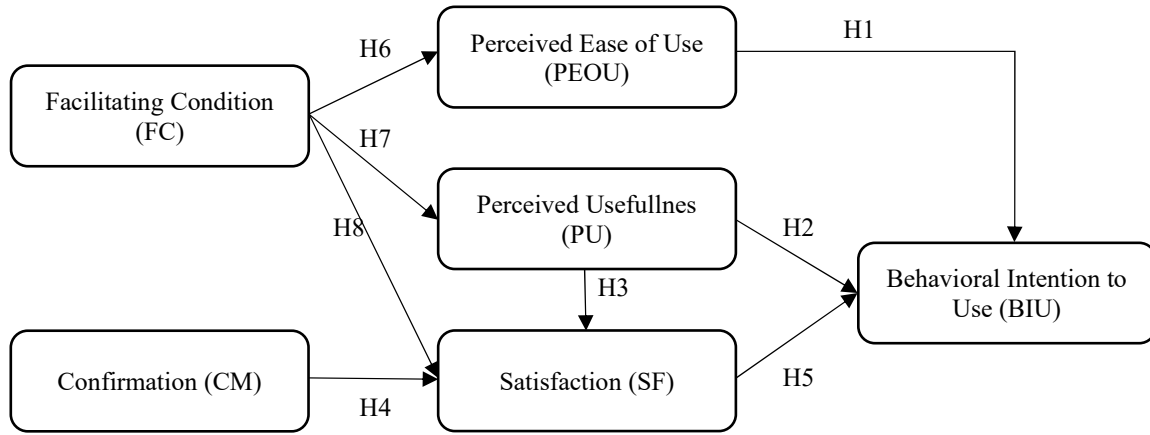 H6
Perceived Ease of Use
(PEOU)
H1
Facilitating Condition
(FC)
H7
Perceived Usefullnes
(PU)
H8
H2
H3
Behavioral Intention to
Use (BIU)
Confirmation (CM)
H4
Satisfaction (SF)
H5